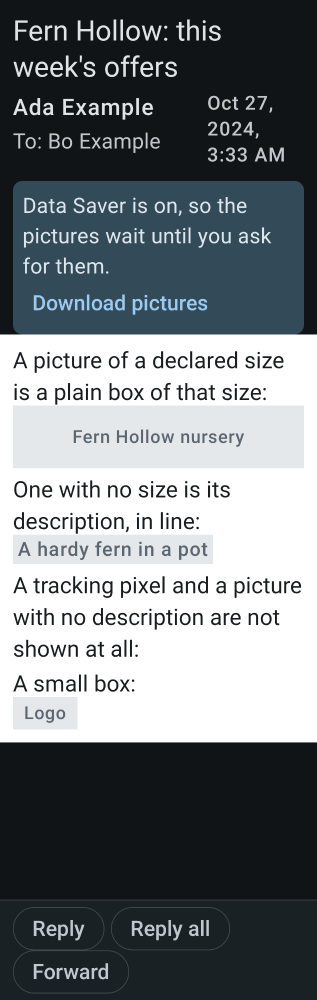 Fern Hollow: this
week's offers
Ada Example
To: Bo Example
Oct 27,
2024,
3:33 AM
Data Saver is on, so the
pictures wait until you ask
for them.
Download pictures
A picture of a declared size
is a plain box of that size:
Fern Hollow nursery
One with no size is its
description, in line:
A hardy fern in a pot
A tracking pixel and a picture
with no description are not
shown at all:
A small box:
Logo
Reply
Reply all
Forward